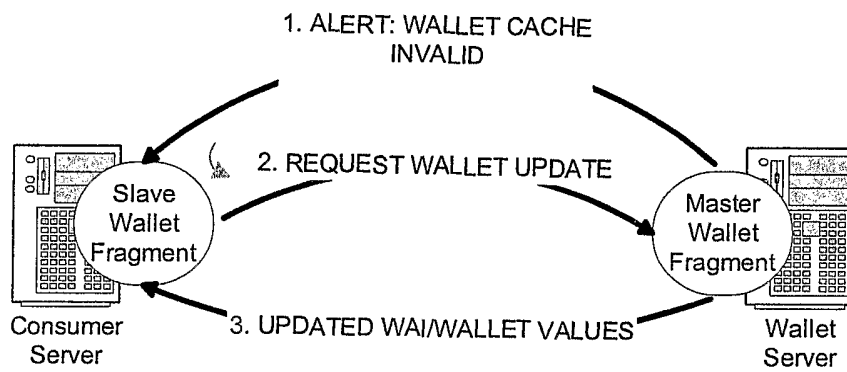 1. ALERT: WALLET CACHE
INVALID
2. REQUEST WALLET UPDATE
Slave
Wallet
Fragment
Master
Wallet
Fragment
3. UPDATED WAI/WALLET VALUES
Consumer
Server
Wallet
Server